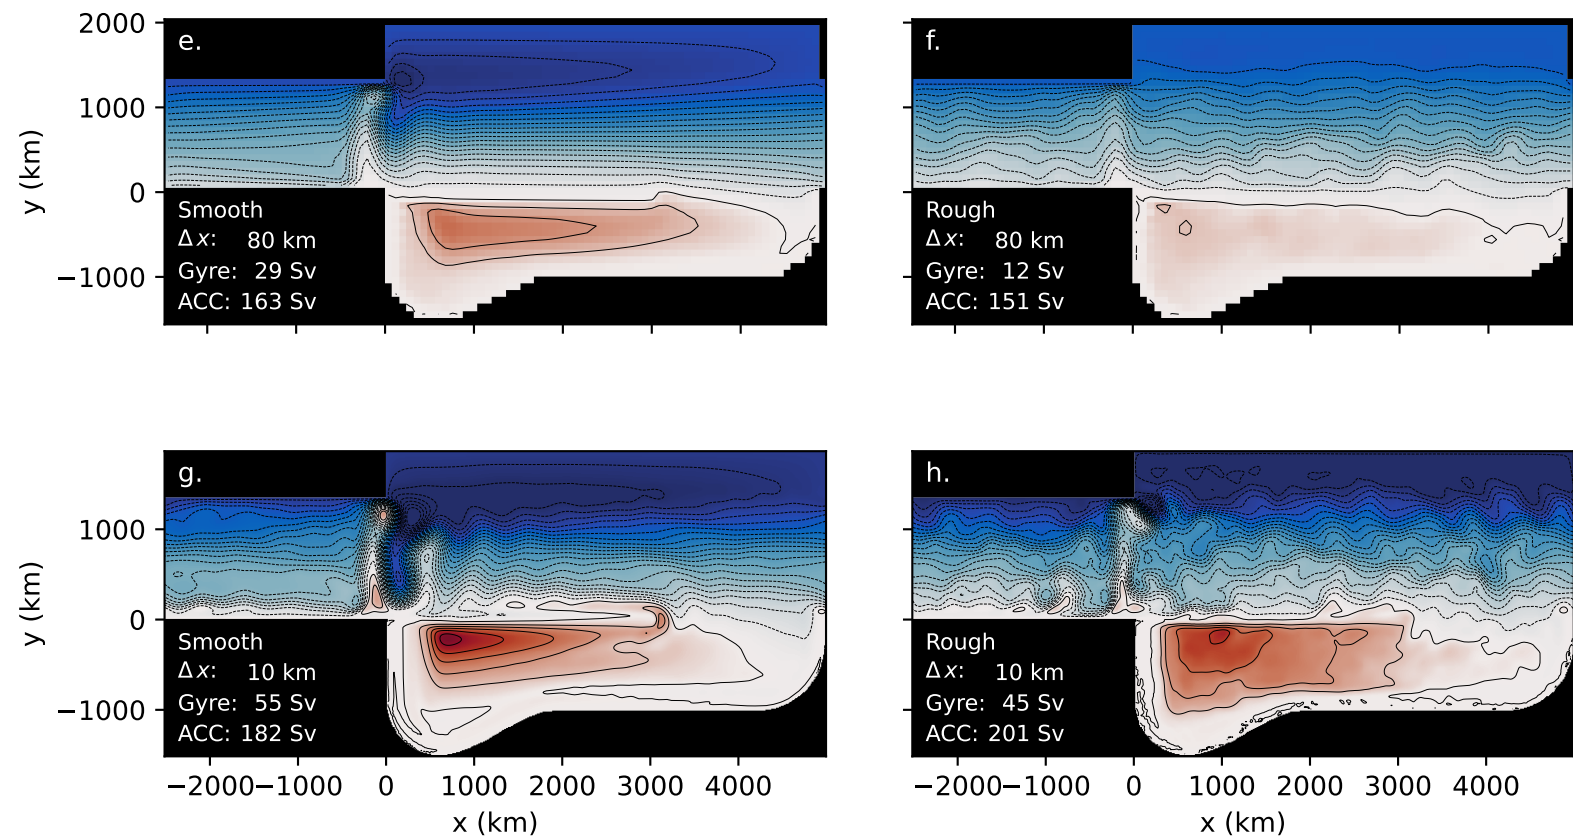 2000
1000
0
−1000
y (km)
e.
Smooth
Δx: 80 km
Gyre: 29 Sv
ACC: 163 Sv
f.
Rough
Δx: 80 km
Gyre: 12 Sv
ACC: 151 Sv
1000
0
−1000
y (km)
g.
Smooth
Δx: 10 km
Gyre: 55 Sv
ACC: 182 Sv
−2000 −1000 0 1000 2000 3000 4000
x (km)
h.
Rough
Δx: 10 km
Gyre: 45 Sv
ACC: 201 Sv
−2000 −1000 0 1000 2000 3000 4000
x (km)